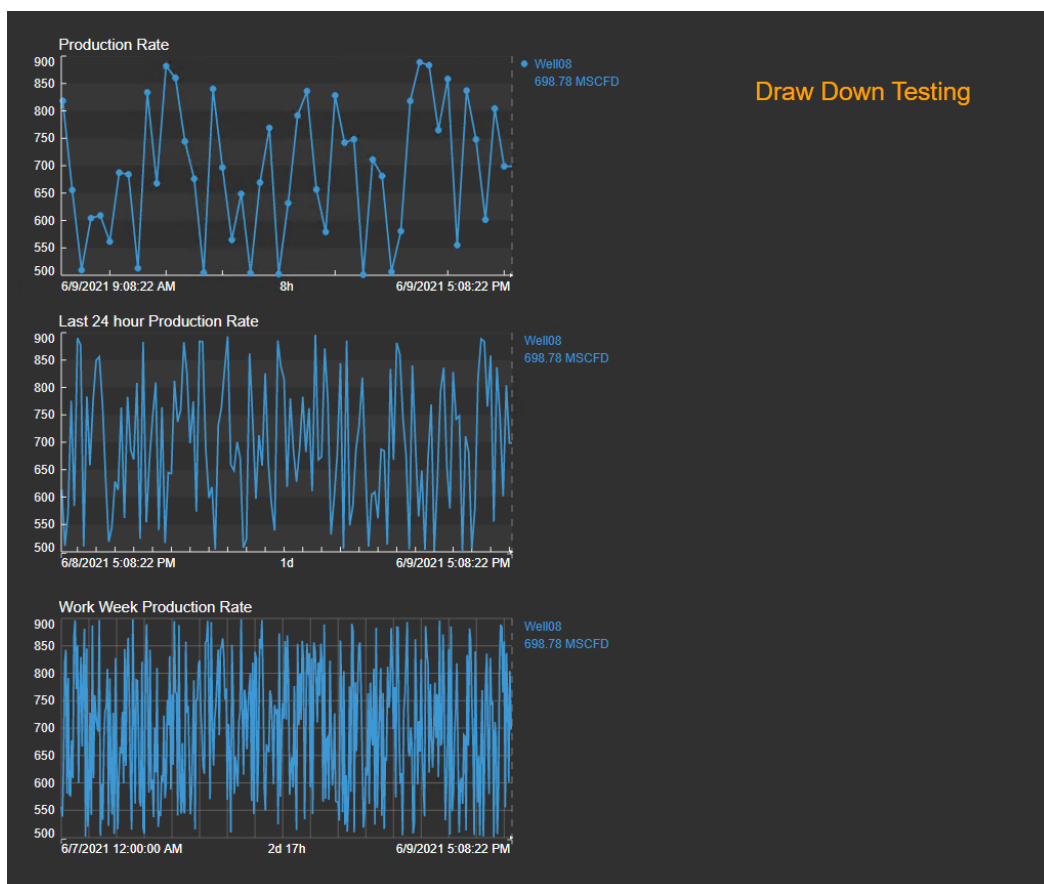 Production Rate
900
850
800
750
700
650
600
550
500
6/9/2021 9:08:22 AM
8h
6/9/2021 5:08:22 PM
Well08
698.78 MSCFD
Draw Down Testing
Last 24 hour Production Rate
900
850
800
750
700
650
600
550
500
6/8/2021 5:08:22 PM
1d
6/9/2021 5:08:22 PM
Well08
698.78 MSCFD
Work Week Production Rate
900
850
800
750
700
650
600
550
500
6/7/2021 12:00:00 AM
2d 17h
6/9/2021 5:08:22 PM
Well08
698.78 MSCFD